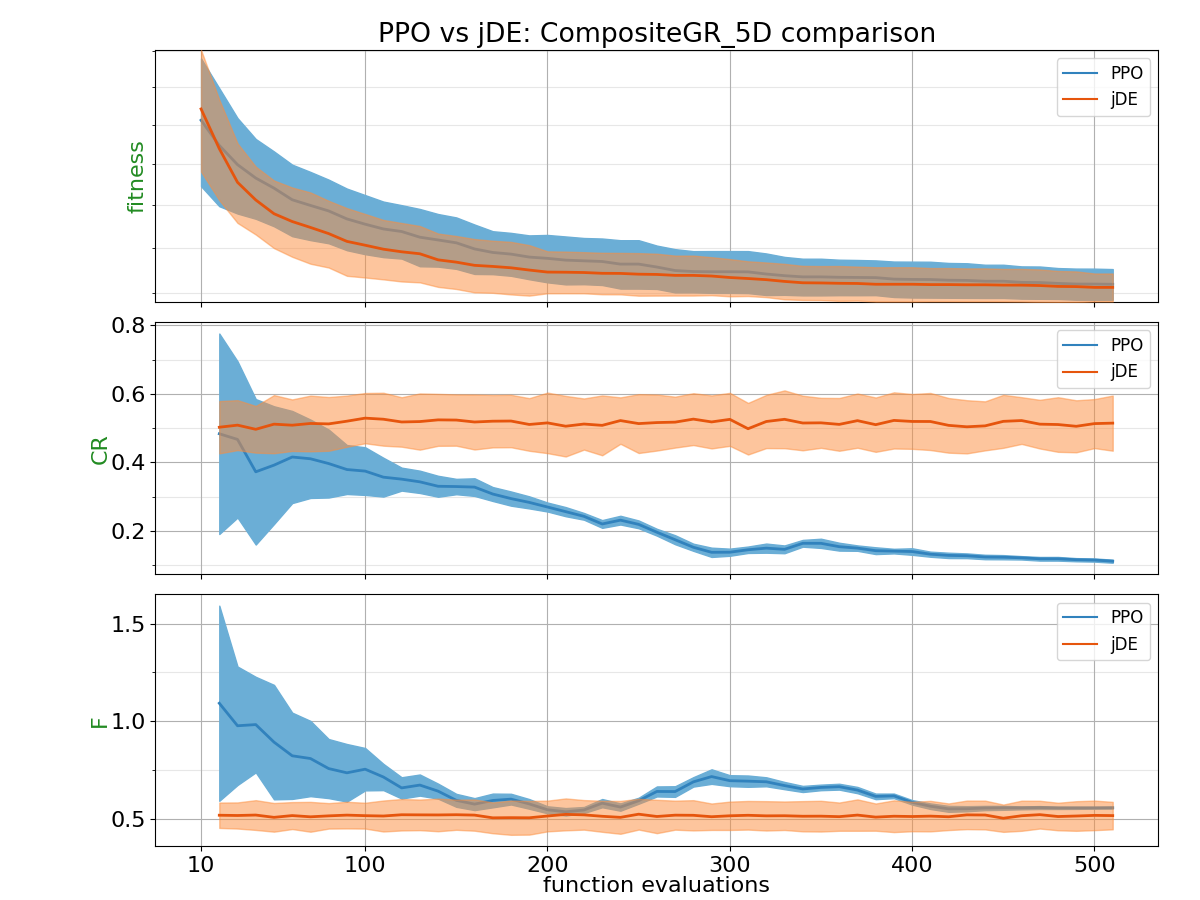 PPO vs jDE: CompositeGR_5D comparison
fitness
PPO
jDE
CR
0.8
0.6
0.4
0.2
PPO
jDE
F
1.5
1.0
0.5
PPO
jDE
10 100 200 300 400 500
function evaluations